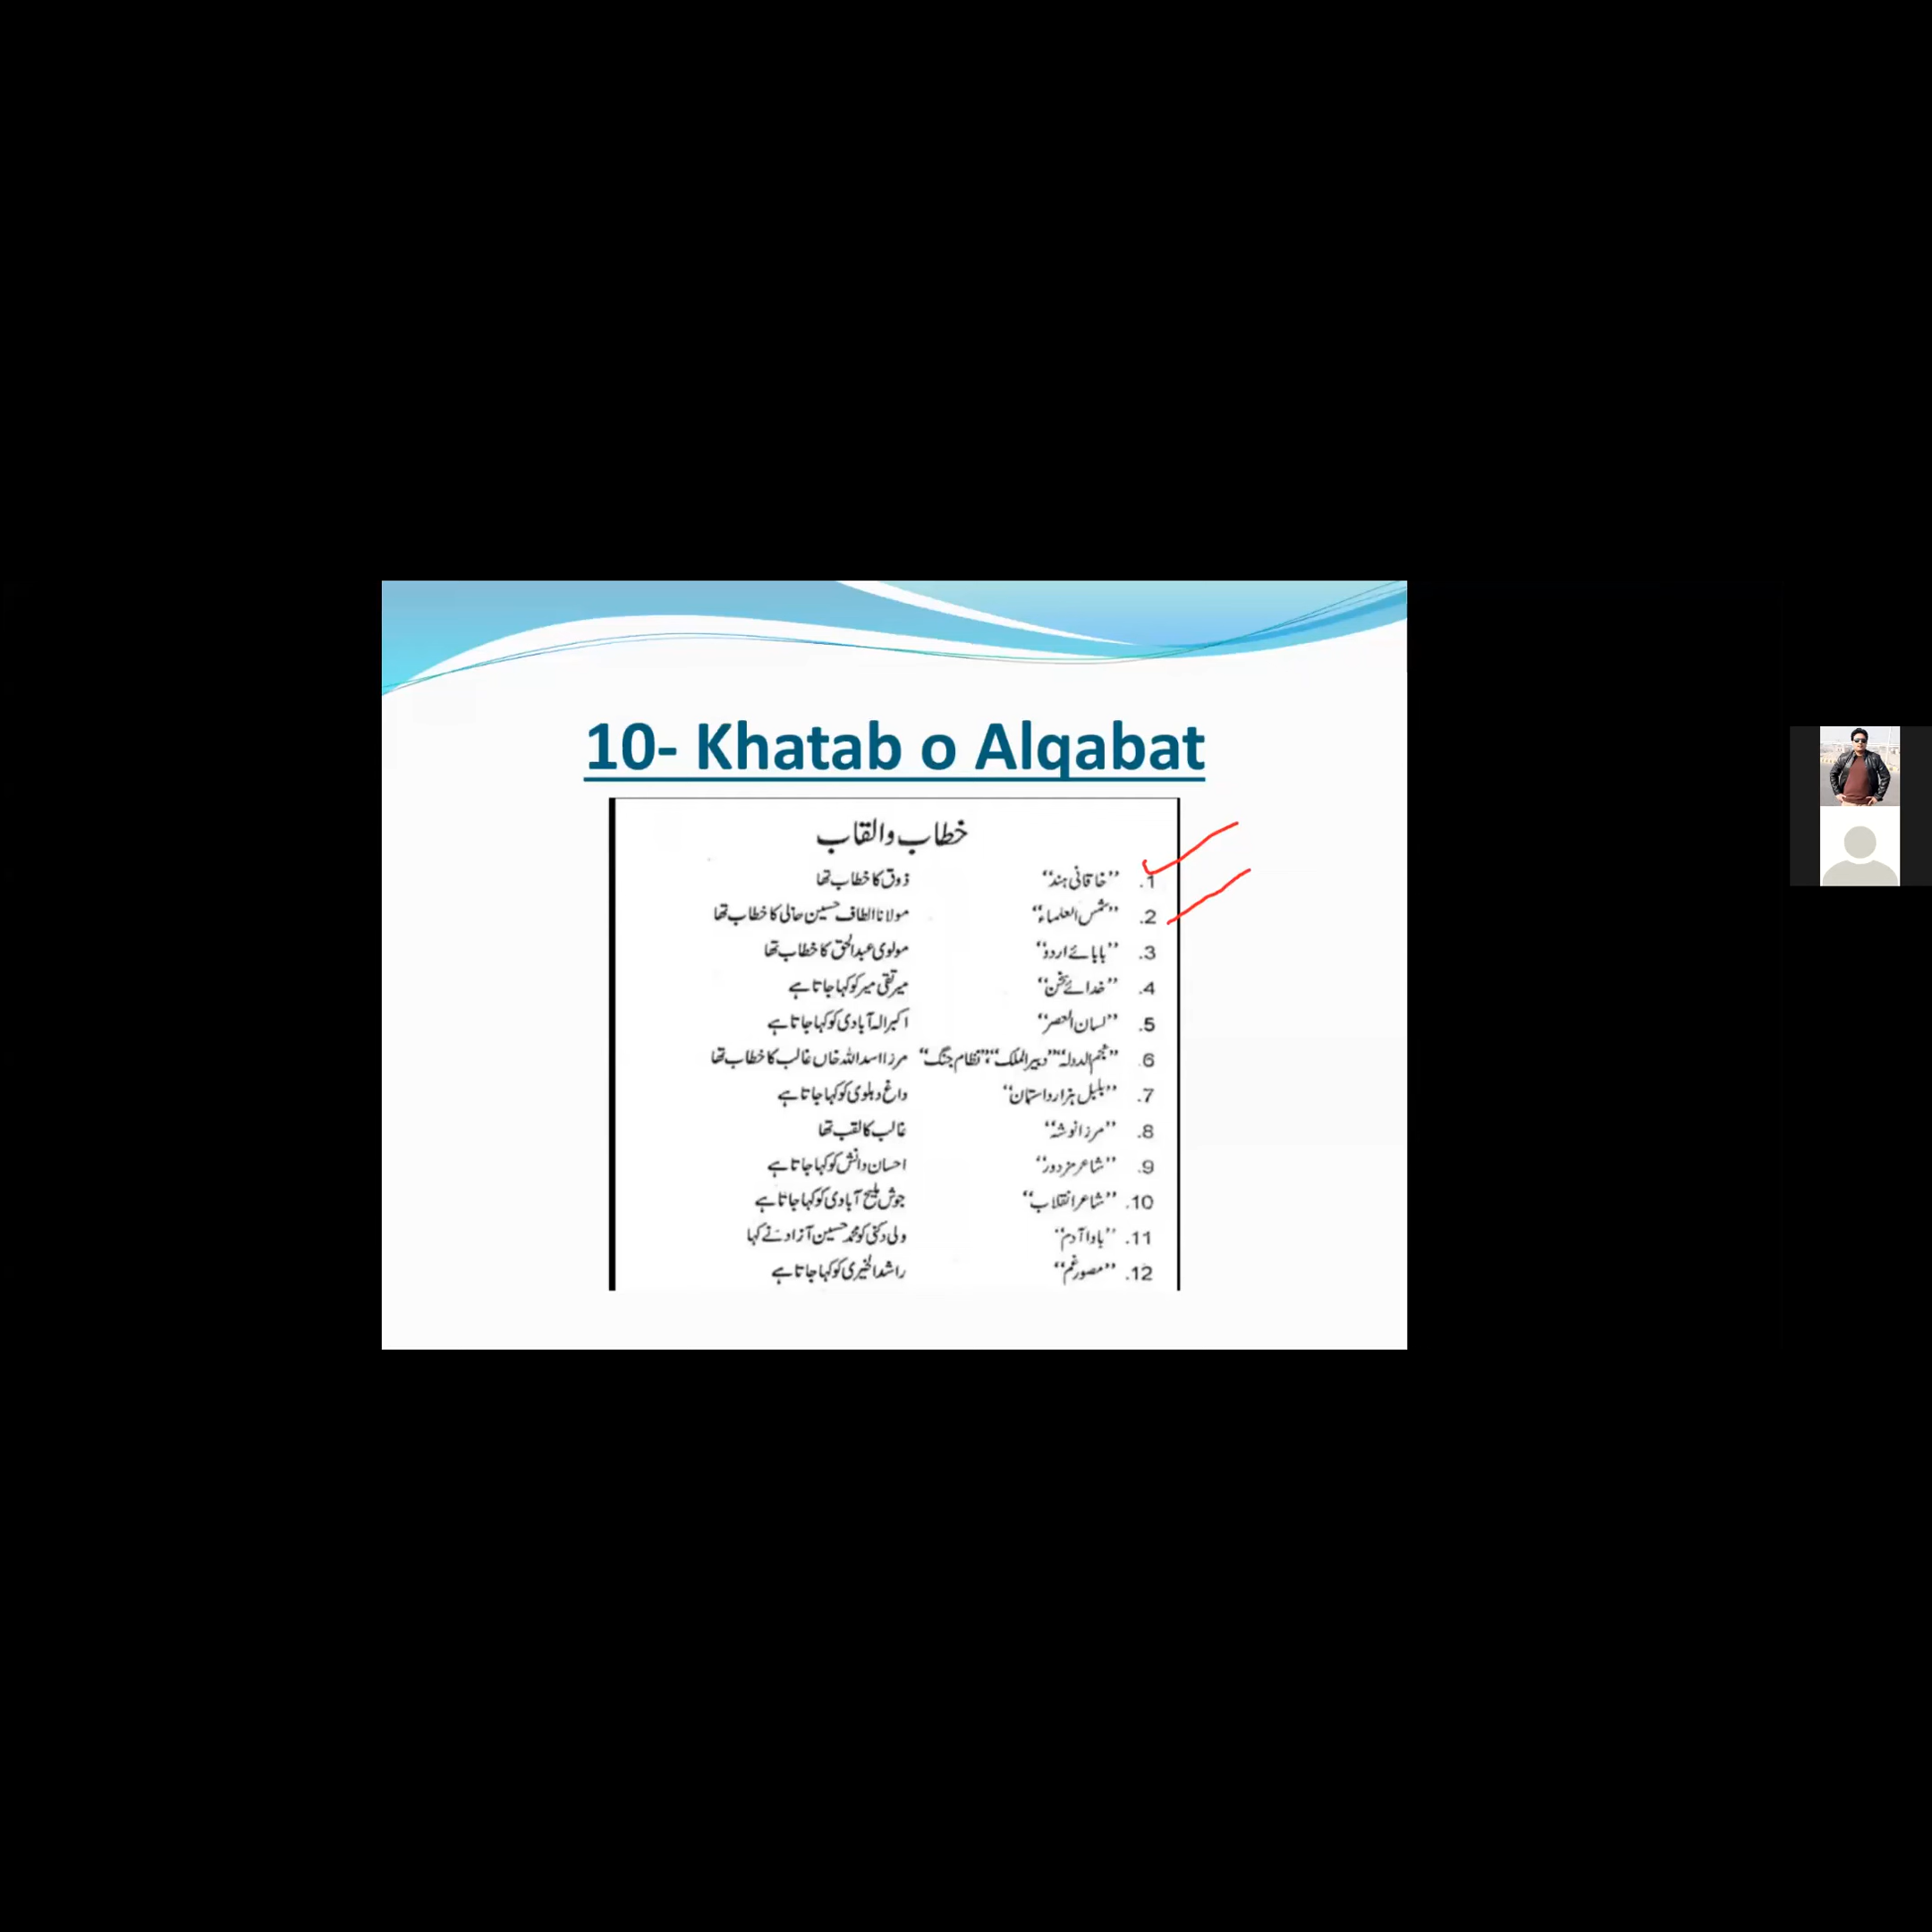 10- Khatab o Alqabat
خطاب والقاب
1. ”خاقانی ہند“ ذوق کا خطاب تھا
2. ”شمس العلماء“ مولانا الطاف حسین حالی کا خطاب تھا
3. ”بابائے اردو“ مولوی عبدالحق کا خطاب تھا
4. ”خدائے سخن“ میر تقی میر کو کہا جاتا ہے
5. ”لسان العصر“ اکبر الہ آبادی کو کہا جاتا ہے
6. ”نجم الدولہ“ ”دبیر الملک“، ”نظام جنگ“ مرزا اسد اللہ خاں غالب کا خطاب تھا
7. ”بلبل ہزار داستان“ داغ دہلوی کو کہا جاتا ہے
8. ”مرزا نوشہ“ غالب کا لقب تھا
9. ”شاعر مزدور“ احسان دانش کو کہا جاتا ہے
10. ”شاعر انقلاب“ جوش ملیح آبادی کو کہا جاتا ہے
11. ”باوا آدم“ ولی دکنی کو محمد حسین آزاد نے کہا
12. ”مصور غم“ راشد الخیری کو کہا جاتا ہے